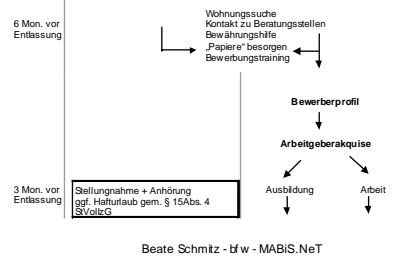 6 Mon. vor
Entlassung
Wohnungssuche
Kontakt zu Beratungsstellen
Bewährungshilfe
„Papiere“ besorgen
Bewerbungstraining
Bewerberprofil
Arbeitgeberakquise
3 Mon. vor
Entlassung
Stellungnahme + Anhörung
ggf. Hafturlaub gem. § 15Abs. 4
StVollzG
Ausbildung
Arbeit
Beate Schmitz - bfw - MABiS.NeT